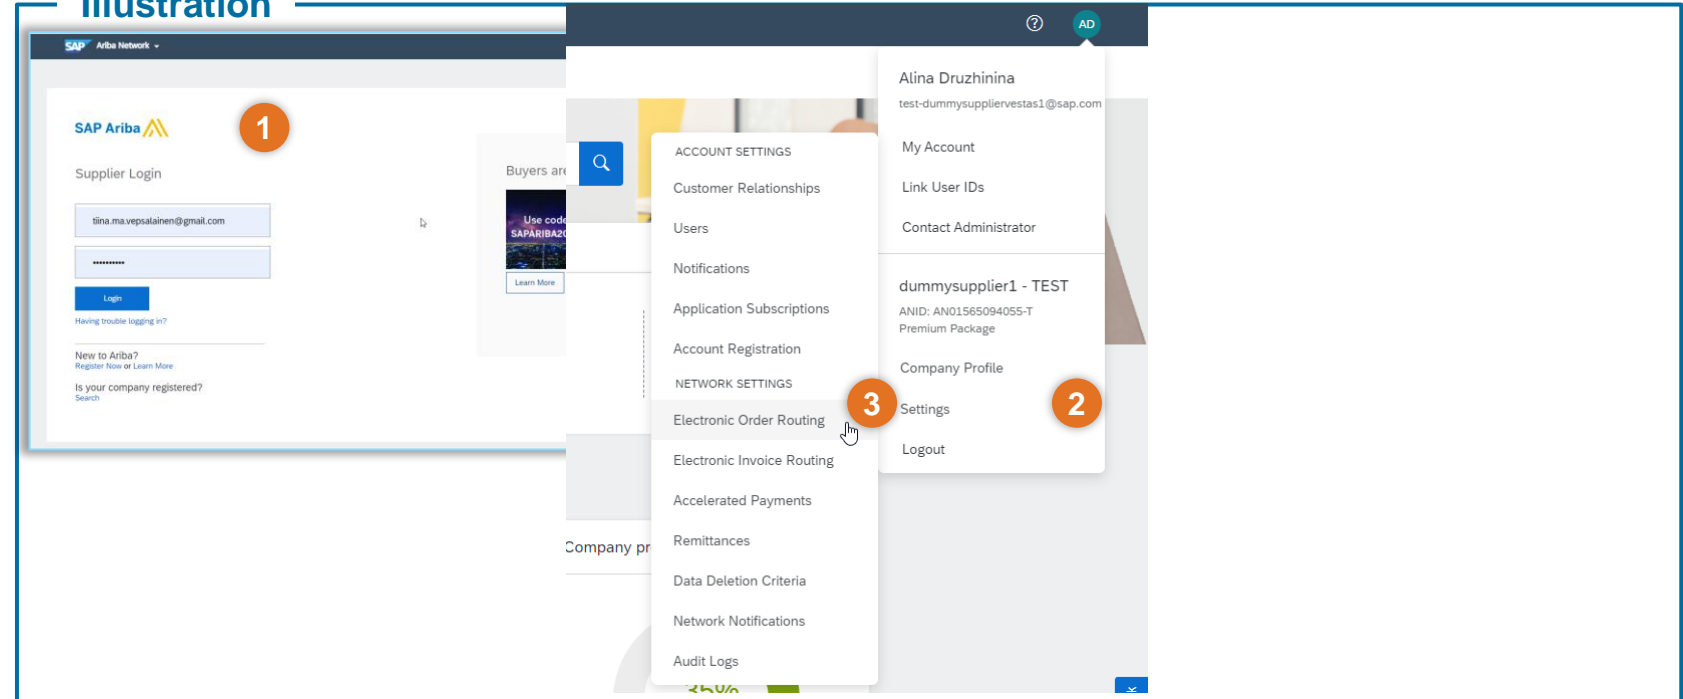 Illustration
SAP Ariba Network
SAP Ariba
1
Supplier Login
tiina.ma.vepsalainen@gmail.com
••••••••••
Login
Having trouble logging in?
New to Ariba?
Register Now or Learn More
Is your company registered?
Search
Buyers are
Use code
SAPARIBA20
Learn More
Company pr
ACCOUNT SETTINGS
Customer Relationships
Users
Notifications
Application Subscriptions
Account Registration
NETWORK SETTINGS
Electronic Order Routing
Electronic Invoice Routing
Accelerated Payments
Remittances
Data Deletion Criteria
Network Notifications
Audit Logs
35%
3
AD
Alina Druzhinina
test-dummysuppliervestas1@sap.com
My Account
Link User IDs
Contact Administrator
dummysupplier1 - TEST
ANID: AN01565094055-T
Premium Package
Company Profile
Settings
2
Logout